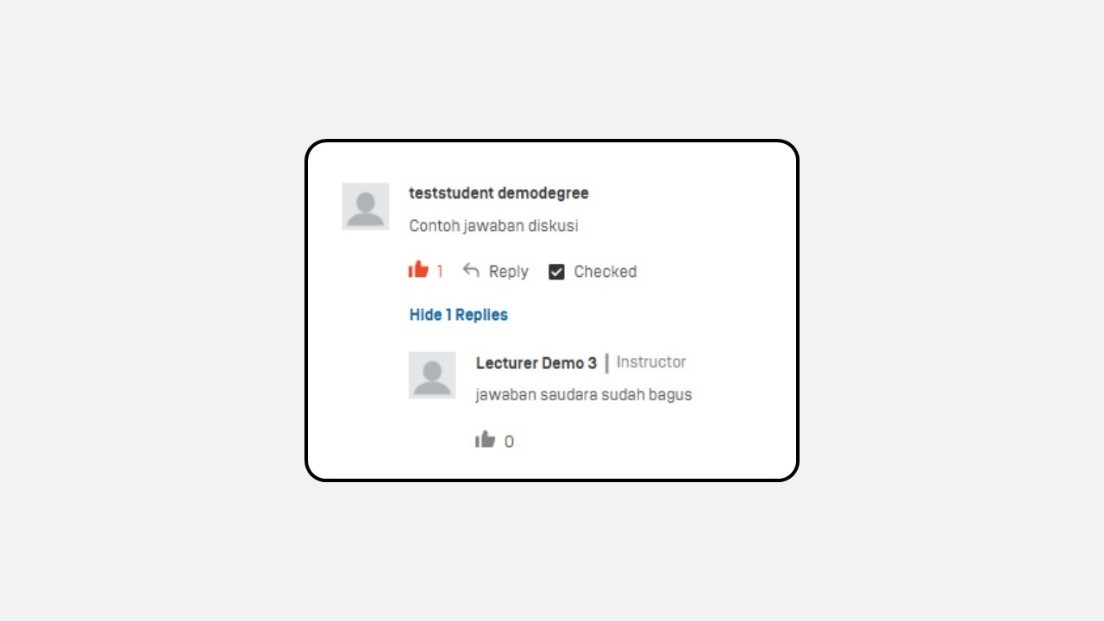 teststudent demodegree
Contoh jawaban diskusi
1 Reply Checked
Hide 1 Replies
Lecturer Demo 3 | Instructor
jawaban saudara sudah bagus
0